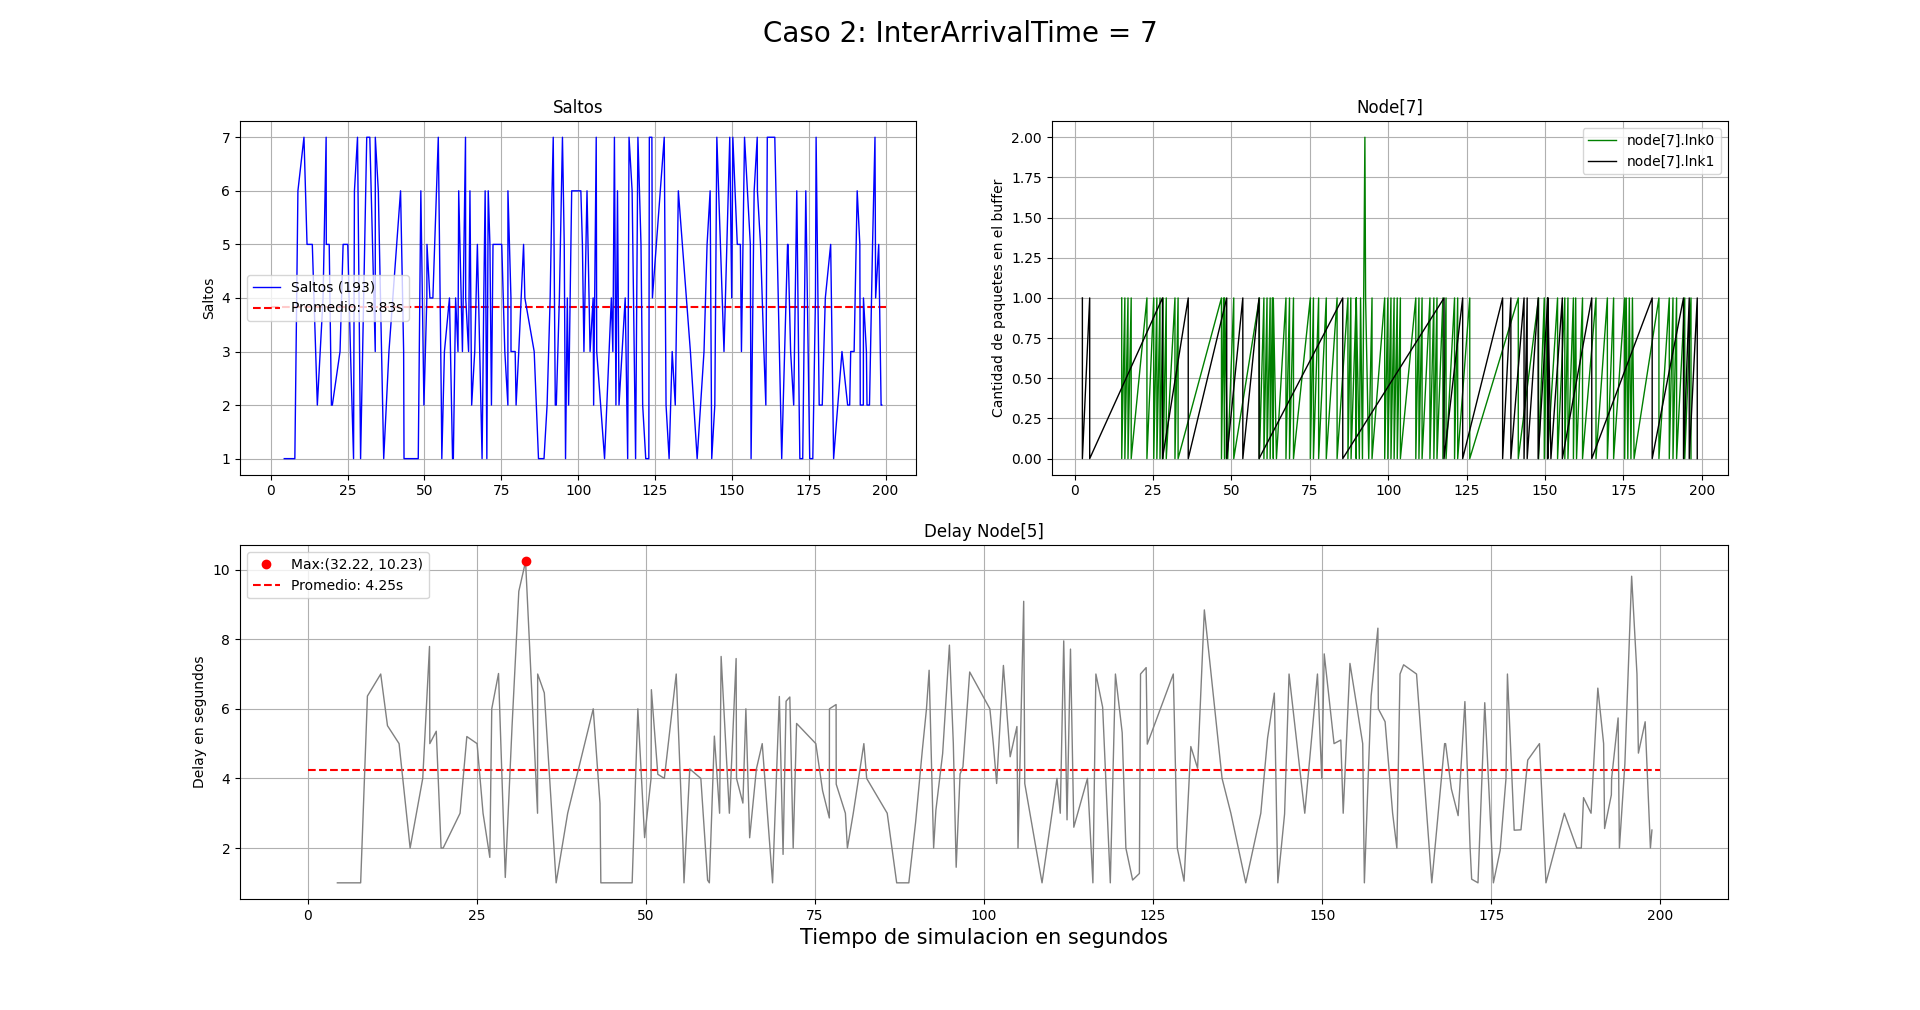 Caso 2: InterArrivalTime = 7
Saltos
Saltos
7
6
5
4
3
2
1
Saltos (193)
Promedio: 3.83s
0 25 50 75 100 125 150 175 200
Node[7]
Cantidad de paquetes en el buffer
2.00
1.75
1.50
1.25
1.00
0.75
0.50
0.25
0.00
node[7].lnk0
node[7].lnk1
0 25 50 75 100 125 150 175 200
Delay Node[5]
Delay en segundos
10
8
6
4
2
Max:(32.22, 10.23)
Promedio: 4.25s
0 25 50 75 100 125 150 175 200
Tiempo de simulacion en segundos